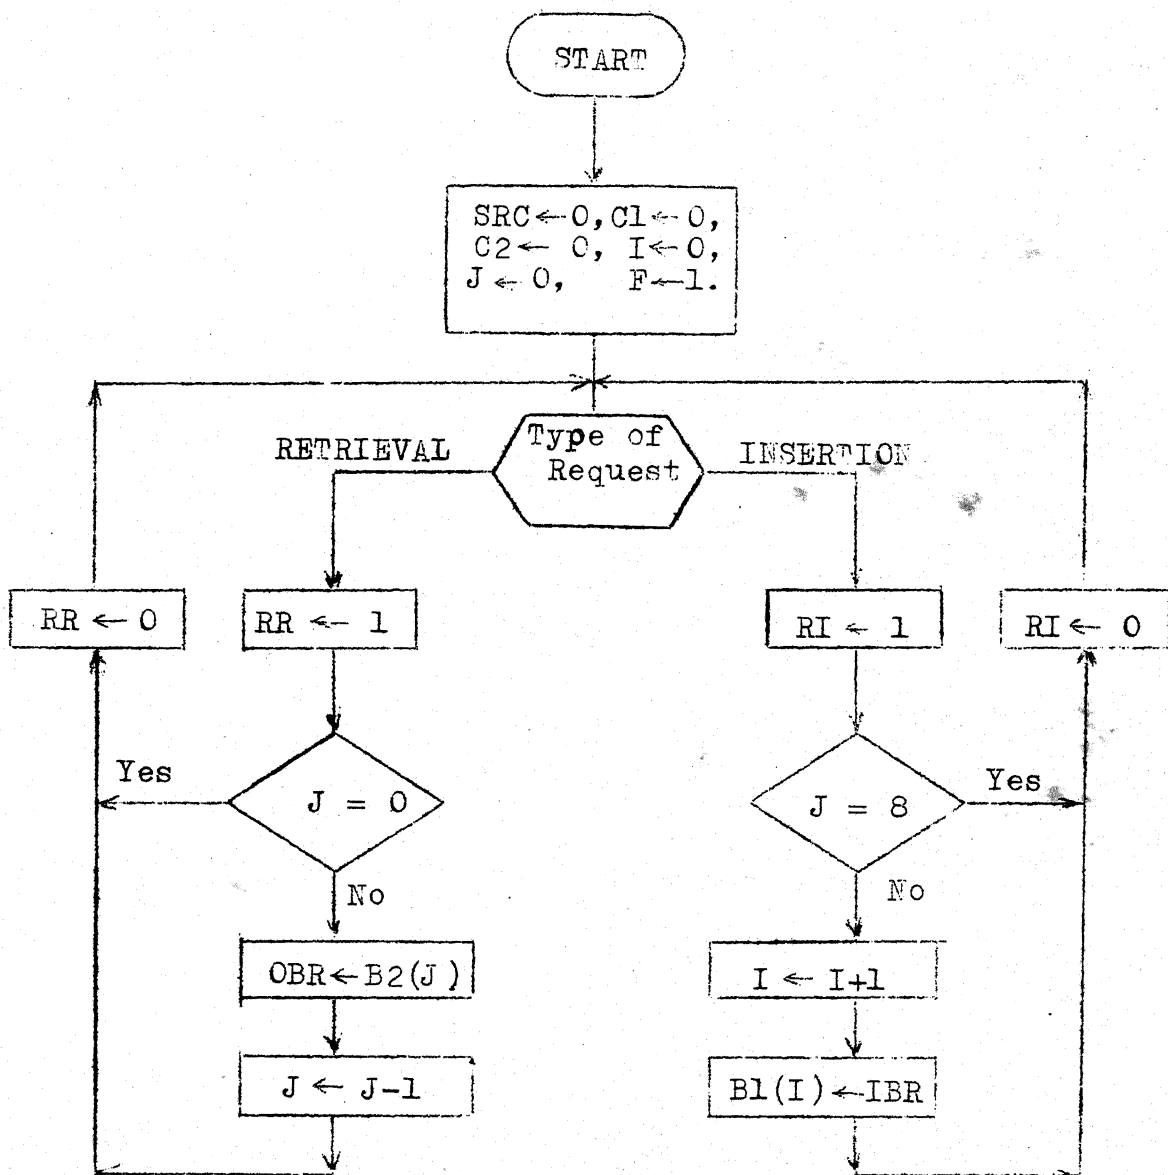 START
SRC←0, C1←0,
C2← 0, I←0,
J←0, F←1.
Type of
Request
RETRIEVAL
INSERTION
RR ← 0
RR ← 1
RI ← 1
RI ← 0
Yes
J = 0
J = 8
Yes
No
No
OBR←B2(J)
I ← I+1
J ← J-1
B1(I)←IBR